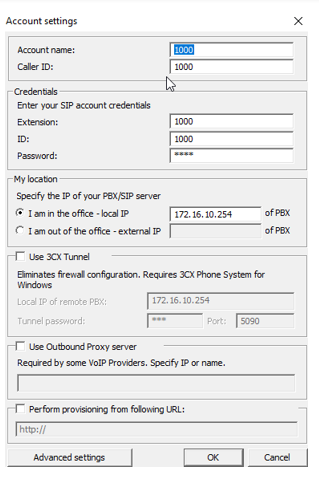 Account settings
Account name: 1000
Caller ID: 1000
Credentials
Enter your SIP account credentials
Extension: 1000
ID: 1000
Password: ****
My location
Specify the IP of your PBX/SIP server
I am in the office - local IP 172.16.10.254 of PBX
I am out of the office - external IP of PBX
Use 3CX Tunnel
Eliminates firewall configuration. Requires 3CX Phone System for
Windows
Local IP of remote PBX: 172.16.10.254
Tunnel password: *** Port: 5090
Use Outbound Proxy server
Required by some VoIP Providers. Specify IP or name.
Perform provisioning from following URL:
http://
Advanced settings OK Cancel